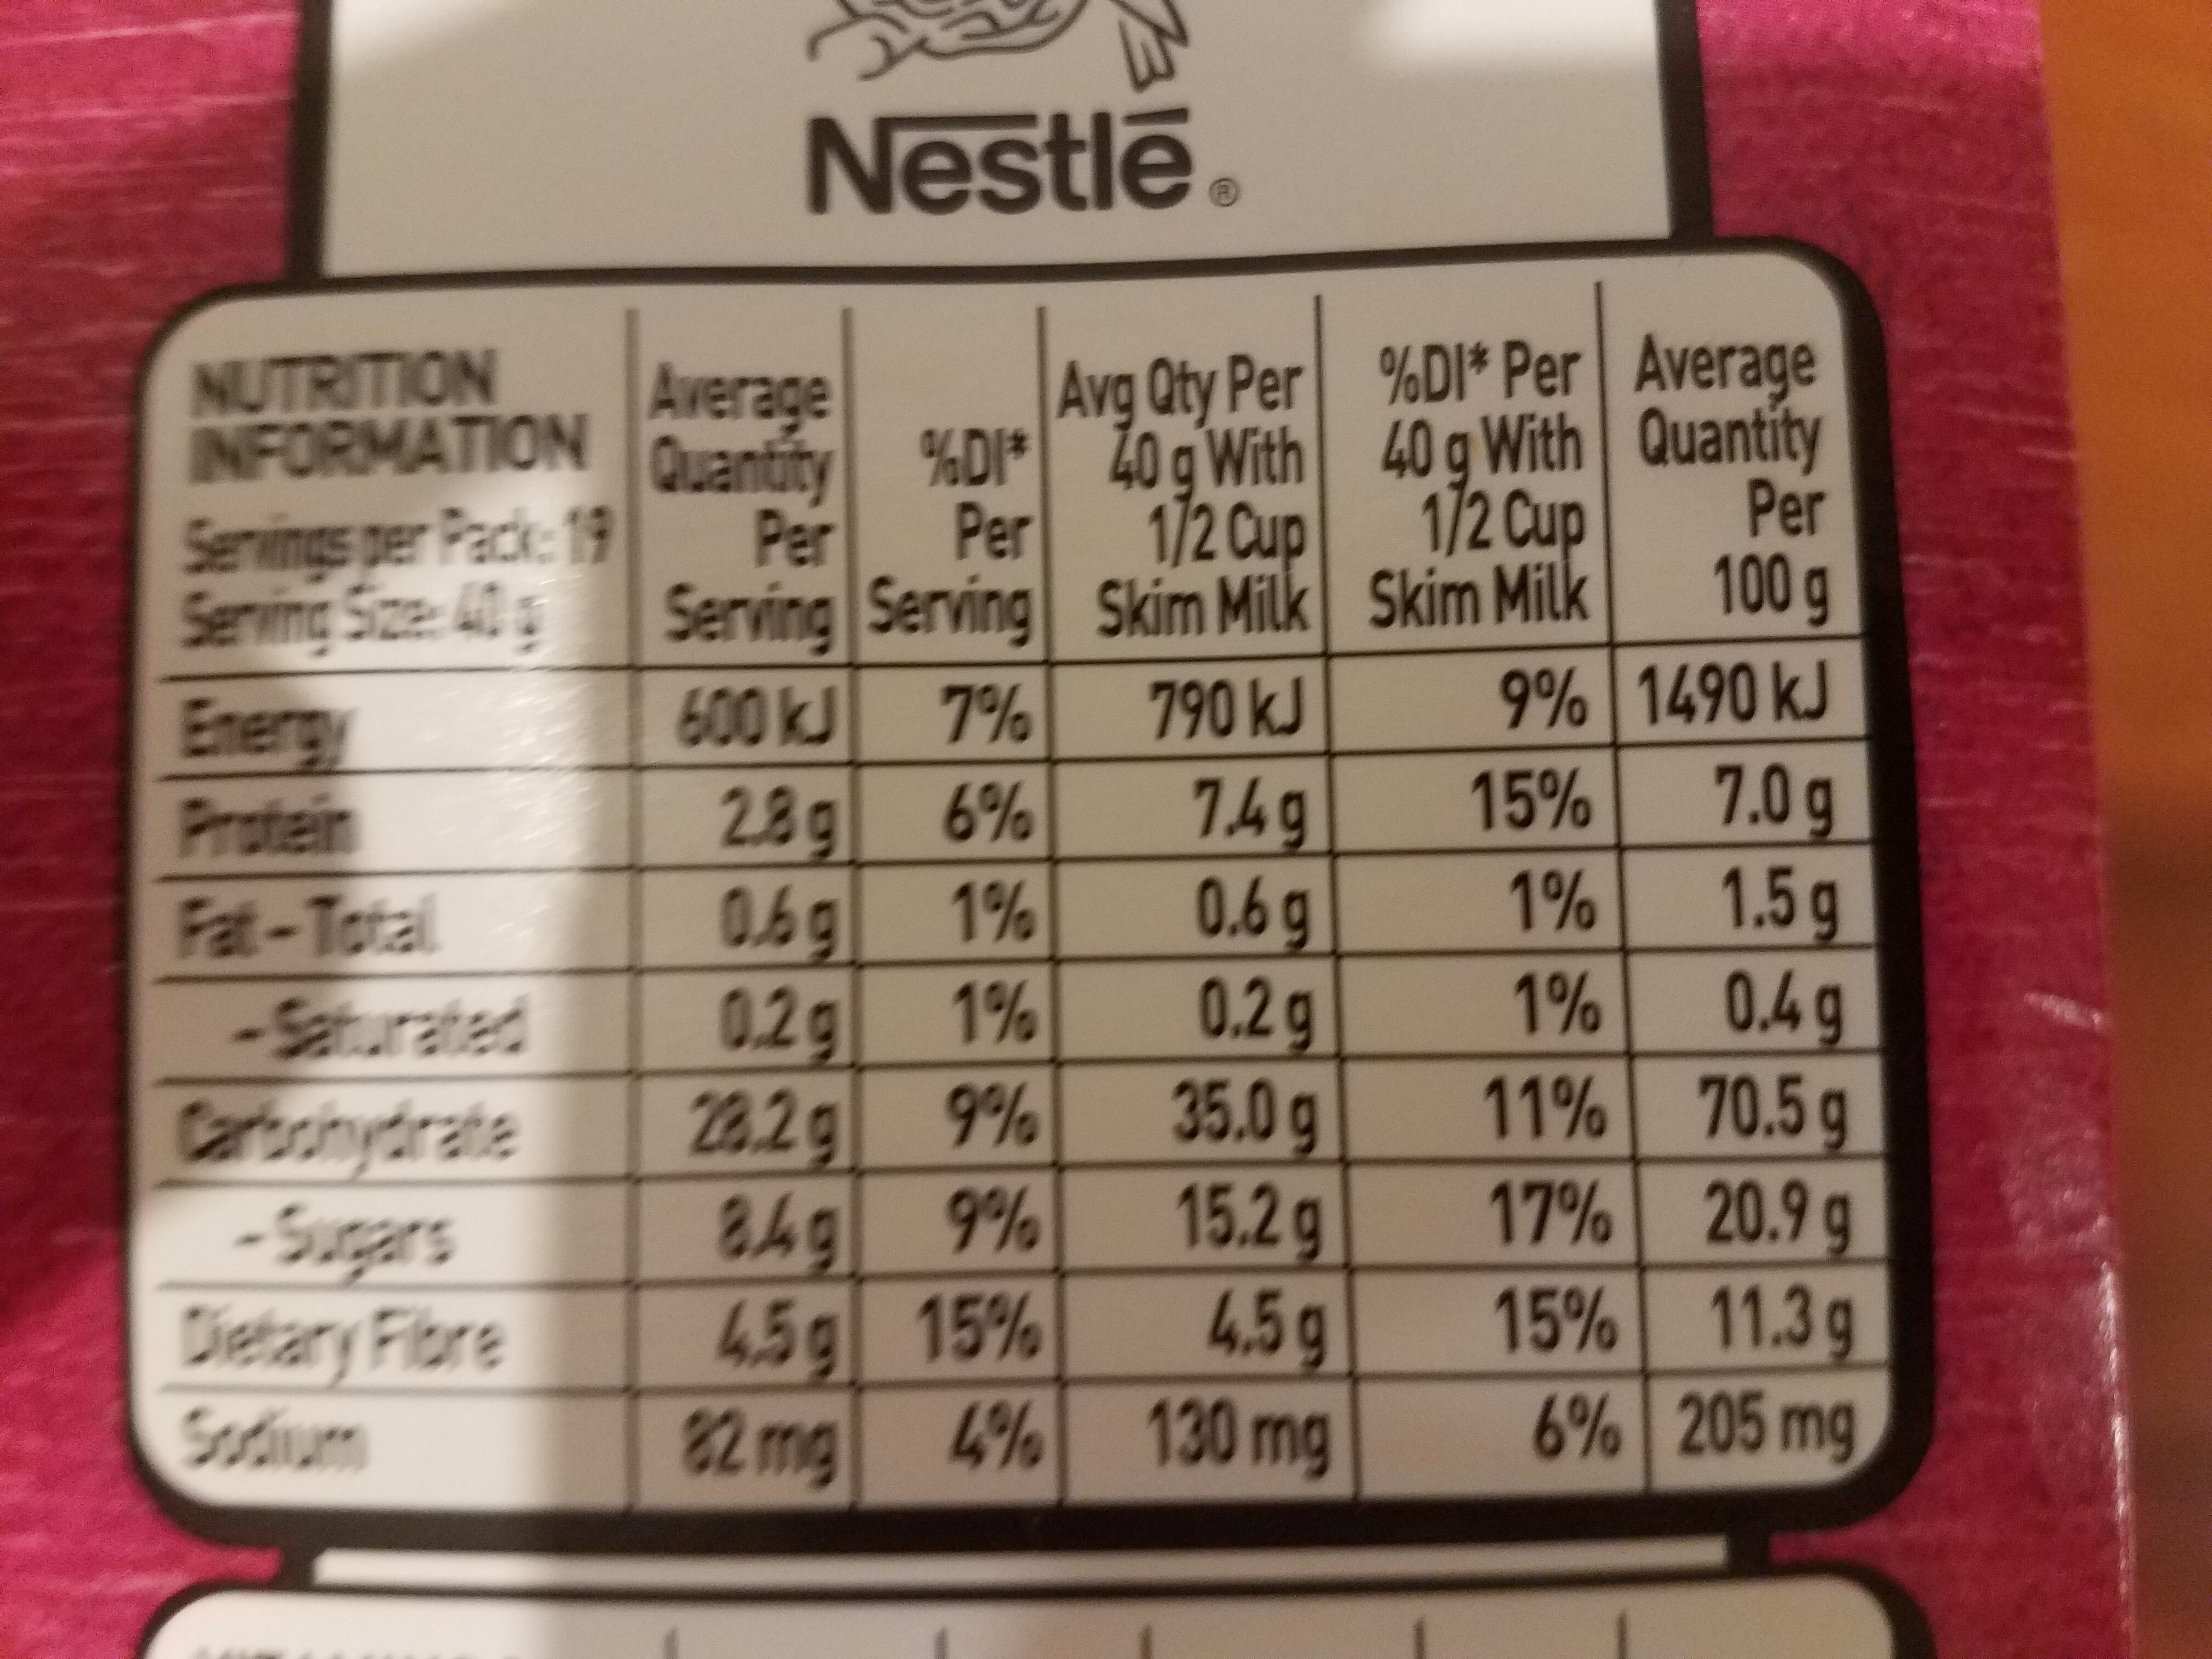 Nestlé®
NUTRITION INFORMATION
Servings per Pack: 19
Serving Size: 40 g
Average Quantity Per Serving
%DI* Per Serving
Avg Qty Per 40 g With 1/2 Cup Skim Milk
%DI* Per 40 g With 1/2 Cup Skim Milk
Average Quantity Per 100 g
Energy 600 kJ 7% 790 kJ 9% 1490 kJ
Protein 2.8 g 6% 7.4 g 15% 7.0 g
Fat - Total 0.6 g 1% 0.6 g 1% 1.5 g
- Saturated 0.2 g 1% 0.2 g 1% 0.4 g
Carbohydrate 28.2 g 9% 35.0 g 11% 70.5 g
- Sugars 8.4 g 9% 15.2 g 17% 20.9 g
Dietary Fibre 4.5 g 15% 4.5 g 15% 11.3 g
Sodium 82 mg 4% 130 mg 6% 205 mg